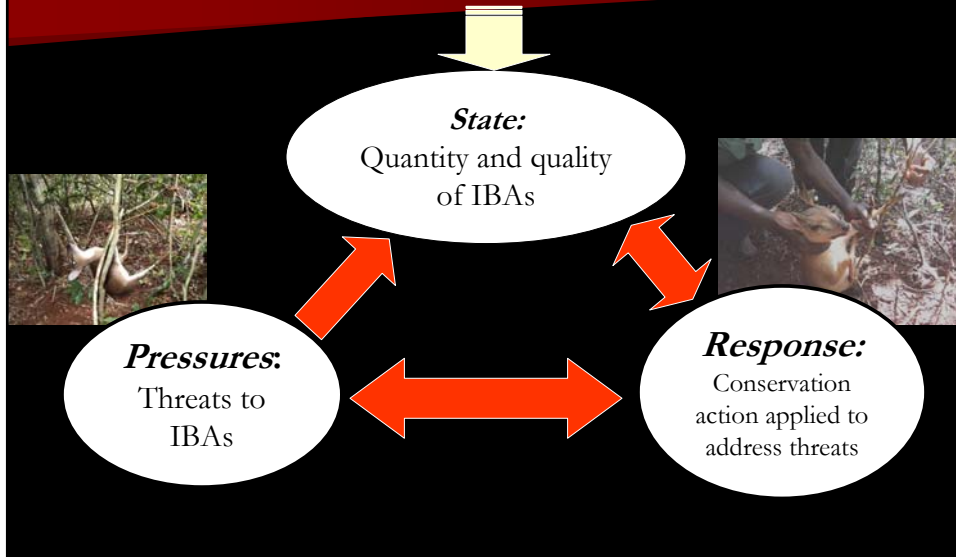 State:
Quantity and quality
of IBAs
Pressures:
Threats to
IBAs
Response:
Conservation
action applied to
address threats